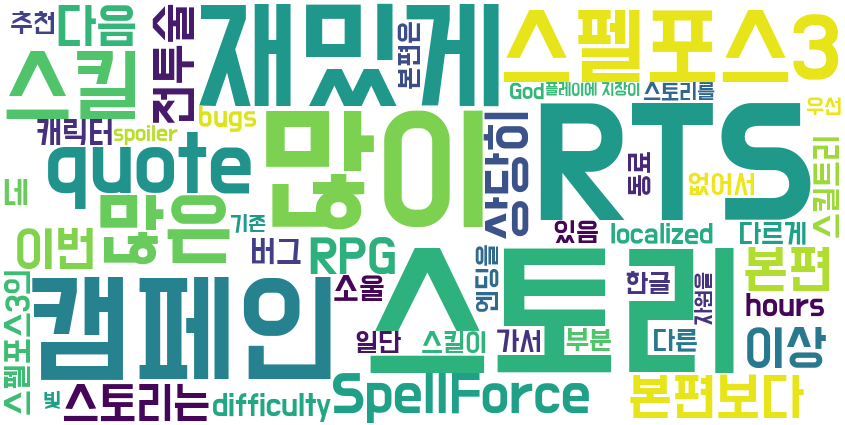 추천
다음
스킬
전투술
재밌게
본편은
스펠포스3
God
플레이에 지장이
스토리를
우선
캐릭터
spoiler
bugs
quote
많이
RTS
상당히
동료
없어서
스킬트리
네
많은
기존
이번
버그
RPG
있음
localized
다르게
엔딩을
한글
자원을
본편
hours
스펠포스3의
캠페인
소울
스토리
일단
스킬이
가서
부분
다른
이상
빛
스토리는
difficulty
SpellForce
본편보다